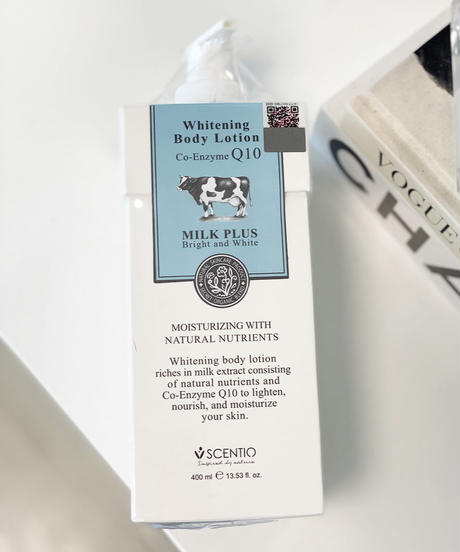 Whitening
Body Lotion
Co-Enzyme Q10
MILK PLUS
Bright and White
MOISTURIZING WITH
NATURAL NUTRIENTS
Whitening body lotion
riches in milk extract consisting
of natural nutrients and
Co-Enzyme Q10 to lighten,
nourish, and moisturize
your skin.
SCENTIO
Inspired by nature
400 ml ℮ 13.53 fl. oz.
VOGUE
CHA